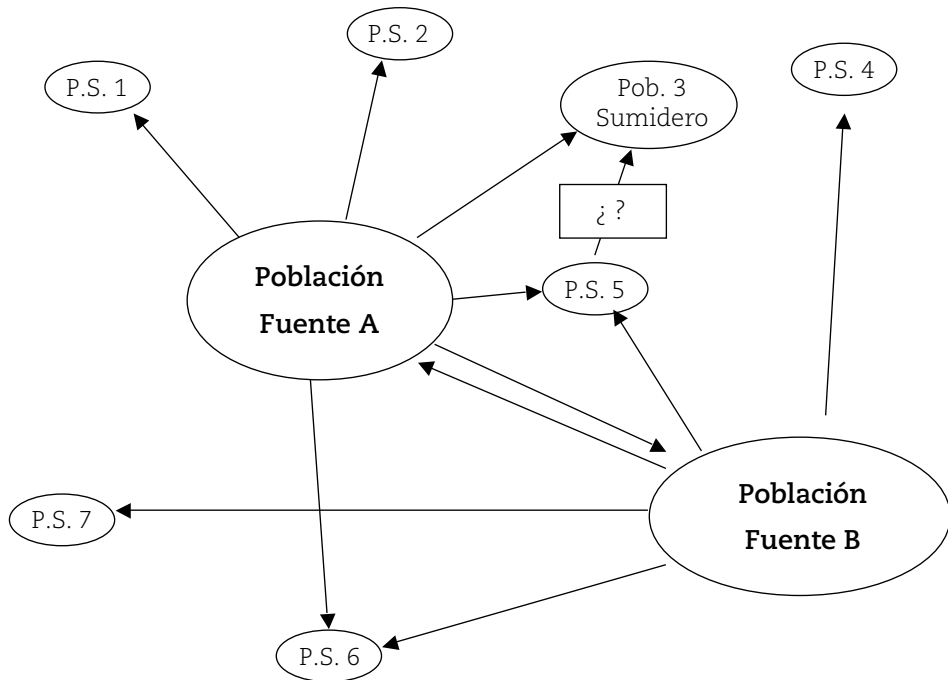 P.S. 2
P.S. 1
P.S. 4
Pob. 3
Sumidero
¿ ?
Población
Fuente A
P.S. 5
Población
Fuente B
P.S. 7
P.S. 6